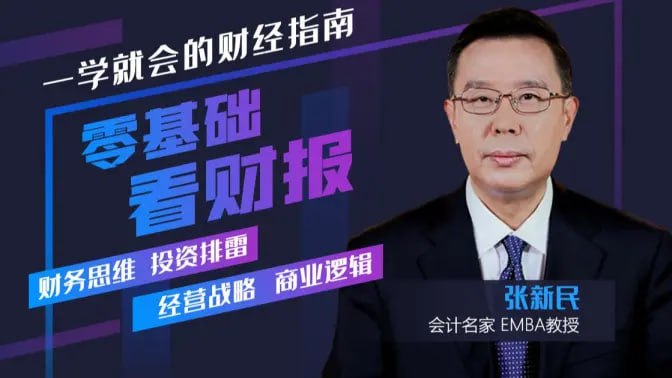 一学就会的财经指南
零基础
看财报
财务思维 投资排雷
经营战略 商业逻辑
张新民
会计名家 EMBA教授